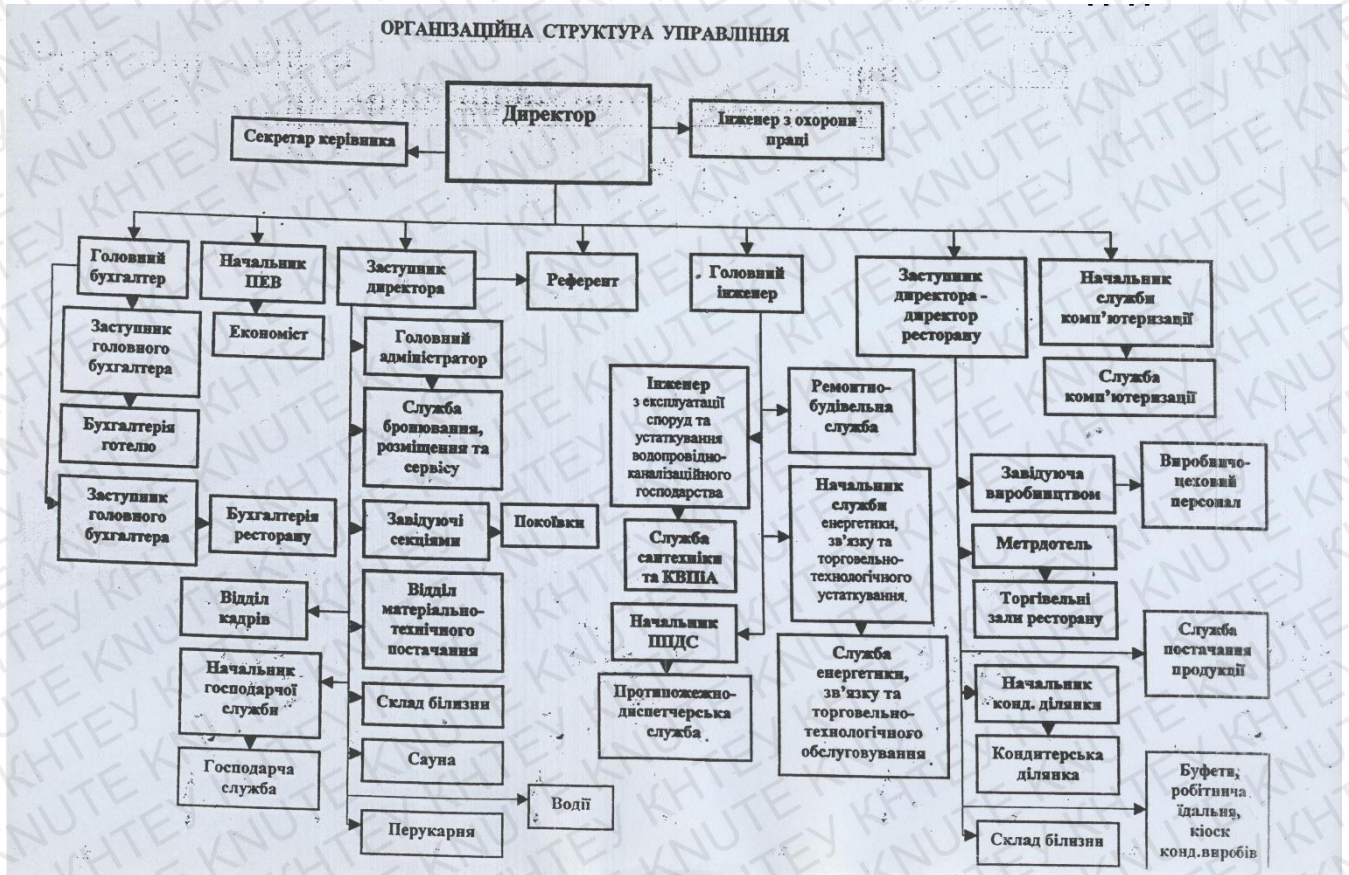 ОРГАНІЗАЦІЙНА СТРУКТУРА УПРАВЛІННЯ
Директор
Секретар керівника
Інженер з охорони
праці
Головний
бухгалтер
Начальник
ПЕВ
Заступник
директора
Референт
Головний
інженер
Заступник
директора -
директор
ресторану
Начальник
служби
комп’ютеризації
Заступник
головного
бухгалтера
Економіст
Головний
адміністратор
Служба
комп’ютеризації
Бухгалтерія
готелю
Служба
бронювання,
розміщення та
сервісу
Інженер
з експлуатації
споруд та
устаткування
водопровідно-
каналізаційного
господарства
Ремонтно-
будівельна
служба
Заступник
головного
бухгалтера
Бухгалтерія
ресторану
Завідуючі
секціями
Покоївки
Начальник
служби
енергетики,
зв’язку та
торговельно-
технологічного
устаткування
Завідуюча
виробництвом
Виробничо-
цеховий
персонал
Служба
сантехніки
та КВПІА
Метрдотель
Відділ
кадрів
Відділ
матеріально-
технічного
постачання
Начальник
ППДС
Торгівельні
зали ресторану
Служба
постачання
продукції
Начальник
господарчої
служби
Склад білизни
Протипожежно-
диспетчерська
служба
Служба
енергетики,
зв’язку та
торговельно-
технологічного
обслуговування
Начальник
конд. ділянки
Господарча
служба
Сауна
Кондитерська
ділянка
Водії
Перукарня
Склад білизни
Буфети,
робітнича
їдальня,
кіоск
конд.виробів
KNUTE КНТЕУ